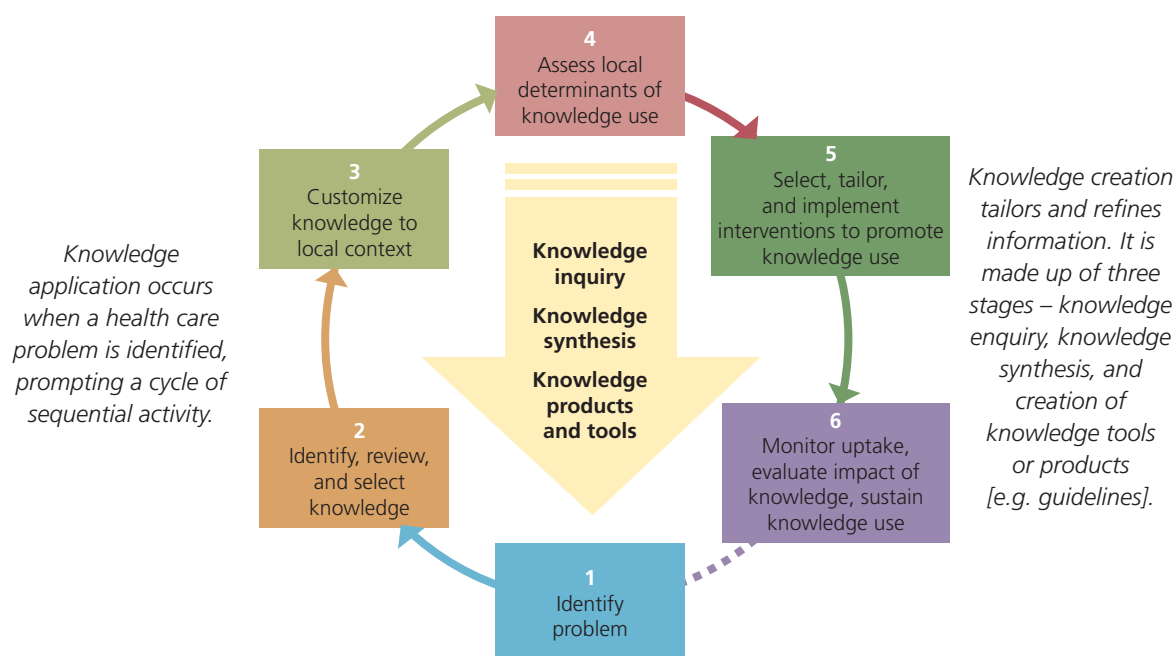 4
Assess local
determinants of
knowledge use
3
Customize
knowledge to
local context
5
Select, tailor,
and implement
interventions to promote
knowledge use
Knowledge
application occurs
when a health care
problem is identified,
prompting a cycle of
sequential activity.
Knowledge
inquiry
Knowledge
synthesis
Knowledge
products
and tools
Knowledge creation
tailors and refines
information. It is
made up of three
stages – knowledge
enquiry, knowledge
synthesis, and
creation of
knowledge tools
or products
[e.g. guidelines].
2
Identify, review,
and select
knowledge
6
Monitor uptake,
evaluate impact of
knowledge, sustain
knowledge use
1
Identify
problem